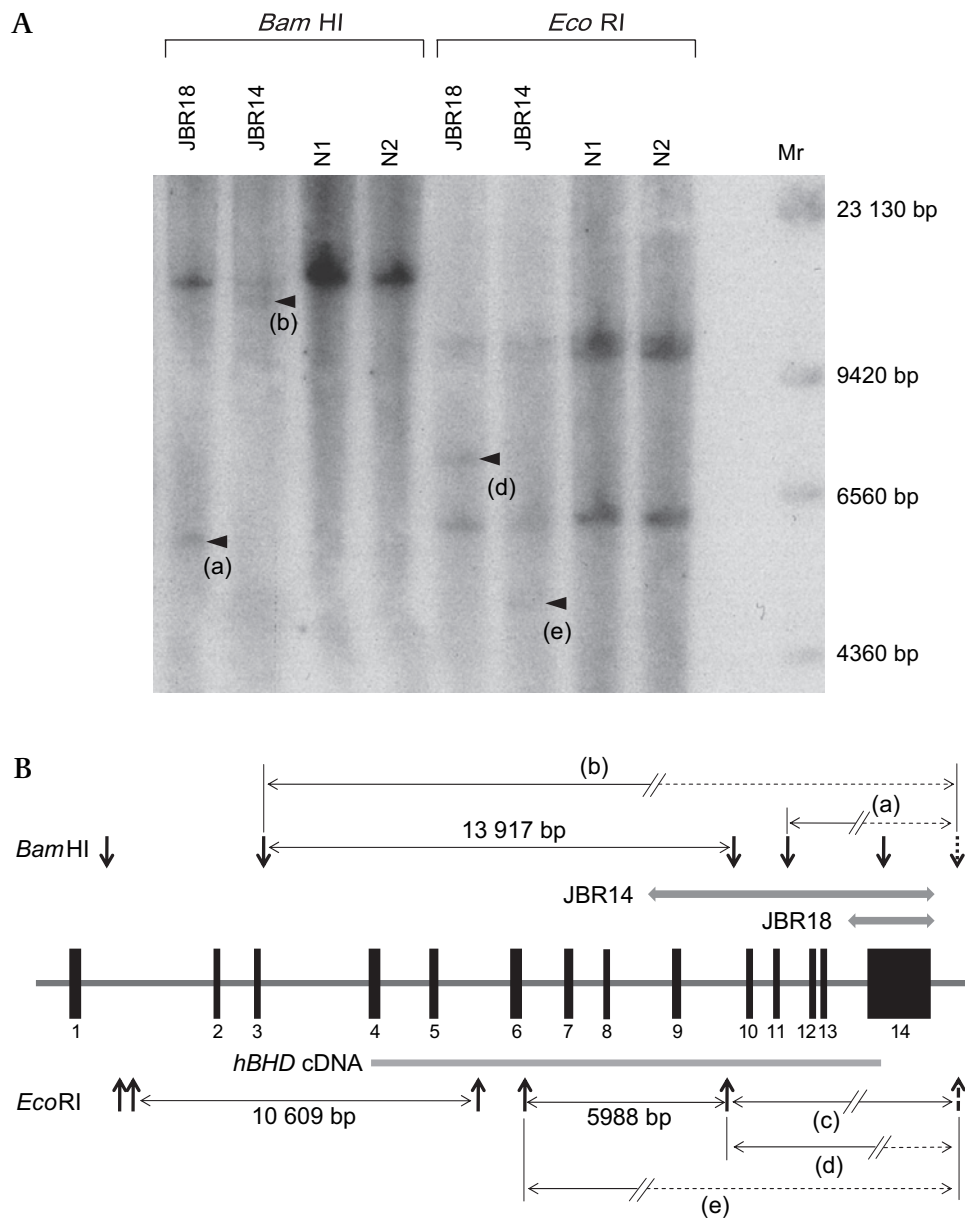 A
Bam HI
Eco RI
JBR18
JBR14
N1
N2
JBR18
JBR14
N1
N2
Mr
23 130 bp
(b)
9420 bp
(d)
6560 bp
(a)
(e)
4360 bp
B
(b)
(a)
13 917 bp
BamHI
JBR14
JBR18
1 2 3 4 5 6 7 8 9 10 11 12 13 14
hBHD cDNA
EcoRI
10 609 bp
5988 bp
(c)
(d)
(e)